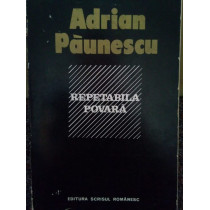 Adrian
Păunescu
REPETABILA
POVARĂ
EDITURA SCRISUL ROMÂNESC